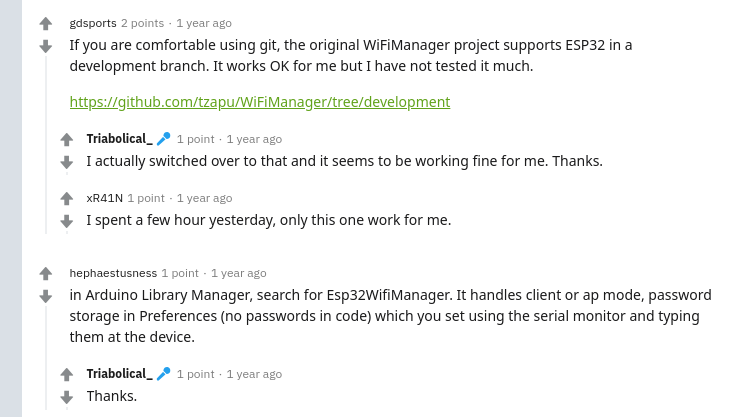 gdsports 2 points · 1 year ago
If you are comfortable using git, the original WiFiManager project supports ESP32 in a
development branch. It works OK for me but I have not tested it much.
https://github.com/tzapu/WiFiManager/tree/development
Triabolical_ 1 point · 1 year ago
I actually switched over to that and it seems to be working fine for me. Thanks.
xR41N 1 point · 1 year ago
I spent a few hour yesterday, only this one work for me.
hephaestusness 1 point · 1 year ago
in Arduino Library Manager, search for Esp32WifiManager. It handles client or ap mode, password
storage in Preferences (no passwords in code) which you set using the serial monitor and typing
them at the device.
Triabolical_ 1 point · 1 year ago
Thanks.